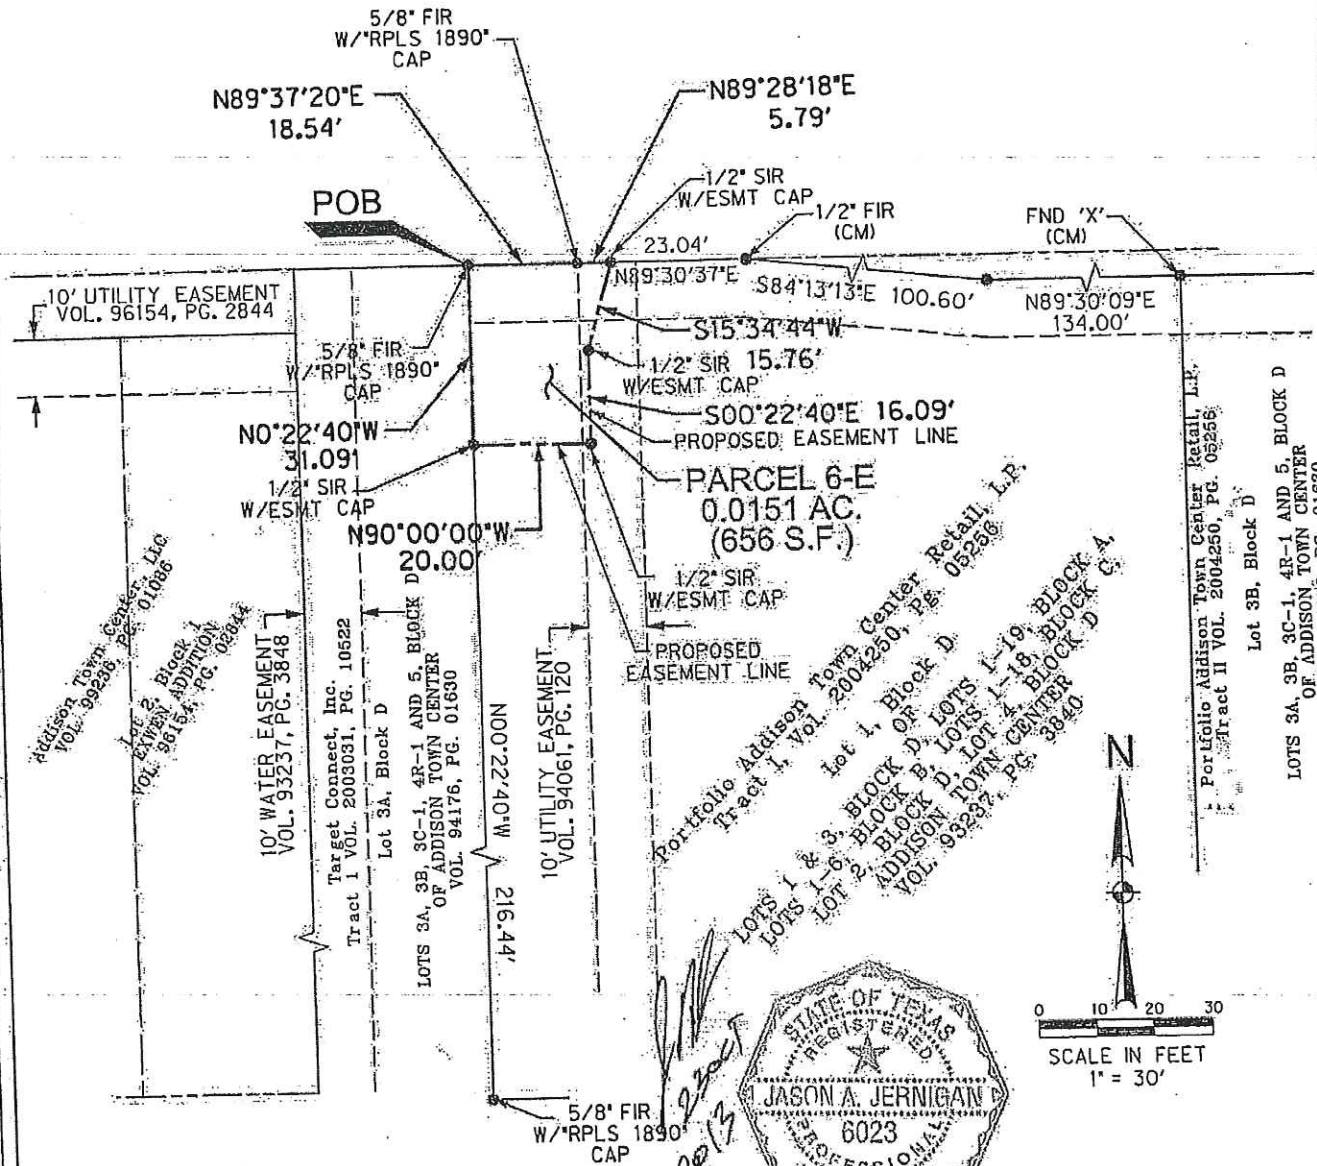 5/8" FIR
W/"RPLS 1890"
CAP
N89°37'20"E
18.54'
N89°28'18"E
5.79'
POB
1/2" SIR
W/ESMT CAP
1/2" FIR
(CM)
FND 'X'
(CM)
23.04'
N89°30'37"E
S84°13'13"E 100.60'
N89°30'09"E
134.00'
10' UTILITY EASEMENT
VOL. 96154, PG. 2844
5/8" FIR
W/"RPLS 1890"
CAP
S15°34'44"W
15.76'
1/2" SIR
W/ESMT CAP
S00°22'40"E 16.09'
PROPOSED EASEMENT LINE
N0°22'40"W
31.09'
1/2" SIR
W/ESMT CAP
N90°00'00"W
20.00'
PARCEL 6-E
0.0151 AC.
(656 S.F.)
1/2" SIR
W/ESMT CAP
PROPOSED
EASEMENT LINE
Addison Town Center, LLC
VOL. 99236, PG. 01086
Lot 2, Block 1
EXWEN ADDITION
VOL. 96154, PG. 02844
10' WATER EASEMENT
VOL. 93237, PG. 3848
Target Connect, Inc.
Tract 1 VOL. 2003031, PG. 10522
Lot 3A, Block D
LOTS 3A, 3B, 3C-1, 4R-1 AND 5, BLOCK D
OF ADDISON TOWN CENTER
VOL. 94176, PG. 01630
N00°22'40"W 216.44'
10' UTILITY EASEMENT
VOL. 94061, PG. 120
Portfolio Addison Town Center Retail, L.P.
Tract 1, Vol. 2004250, Pg. 05256
Lot 1, Block D
OF
LOTS 1 & 3, BLOCK D, LOTS 1-19, BLOCK A,
LOTS 1-6, BLOCK B, LOTS 1-18, BLOCK C,
LOT 2, BLOCK D, LOT 4, BLOCK D
ADDISON TOWN CENTER
VOL. 93237, PG. 3840
Portfolio Addison Town Center Retail, L.P.
Tract II VOL. 2004250, PG. 05256
Lot 3B, Block D
LOTS 3A, 3B, 3C-1, 4R-1 AND 5, BLOCK D
OF ADDISON TOWN CENTER
PG. 01630
N
0 10 20 30
SCALE IN FEET
1" = 30'
STATE OF TEXAS
REGISTERED
JASON A. JERNIGAN
6023
PROFESSIONAL
22 OCT
2013
5/8" FIR
W/"RPLS 1890"
CAP